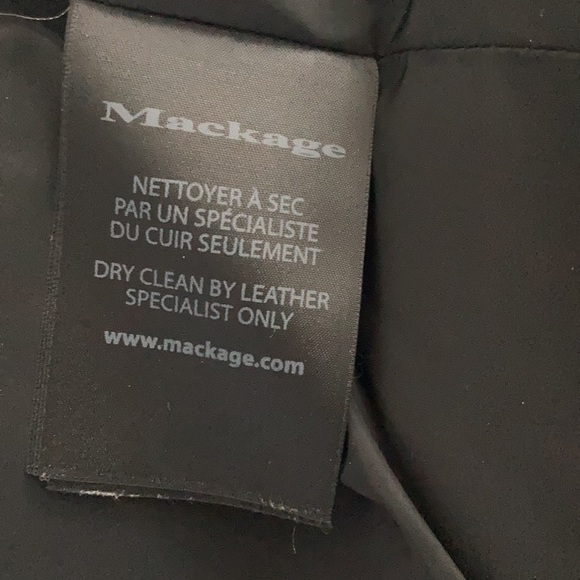 Mackage
NETTOYER À SEC
PAR UN SPÉCIALISTE
DU CUIR SEULEMENT
DRY CLEAN BY LEATHER
SPECIALIST ONLY
www.mackage.com